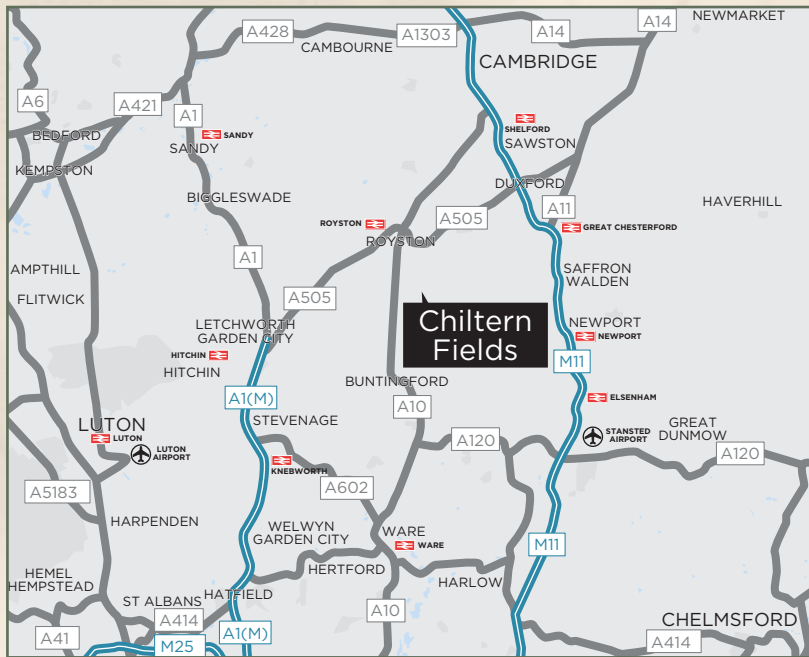 NEWMARKET
A428
A1303
A14
A14
CAMBOURNE
CAMBRIDGE
A6
A421
A1
SHELFORD
BEDFORD
SANDY
SANDY
SAWSTON
KEMPSTON
DUXFORD
BIGGLESWADE
HAVERHILL
ROYSTON
A505
A11
GREAT CHESTERFORD
ROYSTON
A1
AMPTHILL
SAFFRON
WALDEN
FLITWICK
A505
Chiltern
Fields
LETCHWORTH
GARDEN CITY
NEWPORT
NEWPORT
HITCHIN
HITCHIN
M11
BUNTINGFORD
A1(M)
ELSENHAM
A10
STEVENAGE
LUTON
LUTON
GREAT
DUNMOW
STANSTED
AIRPORT
A120
A120
LUTON
AIRPORT
KNEBWORTH
A5183
A602
HARPENDEN
WELWYN
GARDEN CITY
WARE
WARE
M11
HERTFORD
HARLOW
HEMEL
HEMPSTEAD
ST ALBANS
HATFIELD
A10
A414
CHELMSFORD
A41
M25
A1(M)
A414